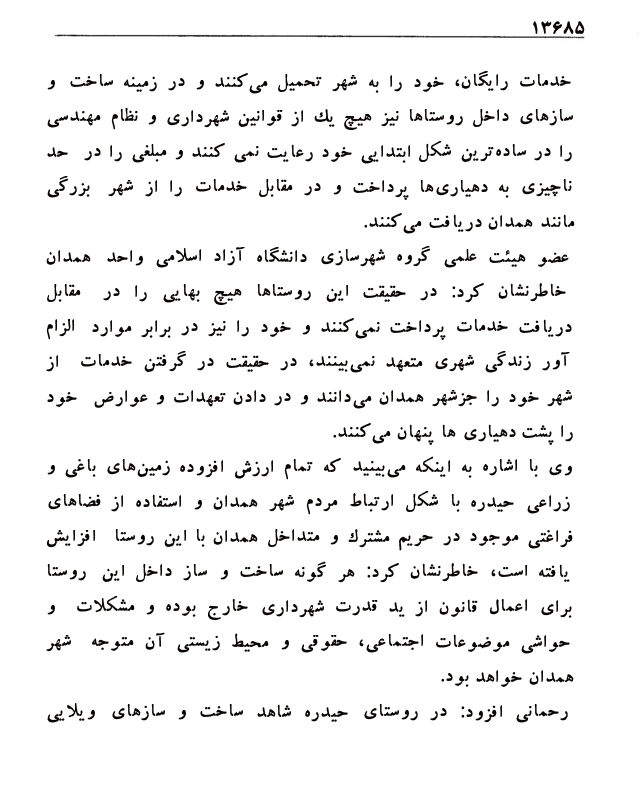 ۱۳۶۸۵
خدمات رایگان، خود را به شهر تحمیل می‌کنند و در زمینه ساخت و
سازهای داخل روستاها نیز هیچ یك از قوانین شهرداری و نظام مهندسی
را در ساده‌ترین شکل ابتدایی خود رعایت نمی کنند و مبلغی را در حد
ناچیزی به دهیاری‌ها پرداخت و در مقابل خدمات را از شهر بزرگی
مانند همدان دریافت می‌کنند.
عضو هیئت علمی گروه شهرسازی دانشگاه آزاد اسلامی واحد همدان
خاطرنشان کرد: در حقیقت این روستاها هیچ بهایی را در مقابل
دریافت خدمات پرداخت نمی‌کنند و خود را نیز در برابر موارد الزام
آور زندگی شهری متعهد نمی‌بینند، در حقیقت در گرفتن خدمات از
شهر خود را جزشهر همدان می‌دانند و در دادن تعهدات و عوارض خود
را پشت دهیاری ها پنهان می‌کنند.
وی با اشاره به اینکه می‌بینید که تمام ارزش افزوده زمین‌های باغی و
زراعی حیدره با شکل ارتباط مردم شهر همدان و استفاده از فضاهای
فراغتی موجود در حریم مشترك و متداخل همدان با این روستا افزایش
یافته است، خاطرنشان کرد: هر گونه ساخت و ساز داخل این روستا
برای اعمال قانون از ید قدرت شهرداری خارج بوده و مشکلات و
حواشی موضوعات اجتماعی، حقوقی و محیط زیستی آن متوجه شهر
همدان خواهد بود.
رحمانی افزود: در روستای حیدره شاهد ساخت و سازهای ویلایی